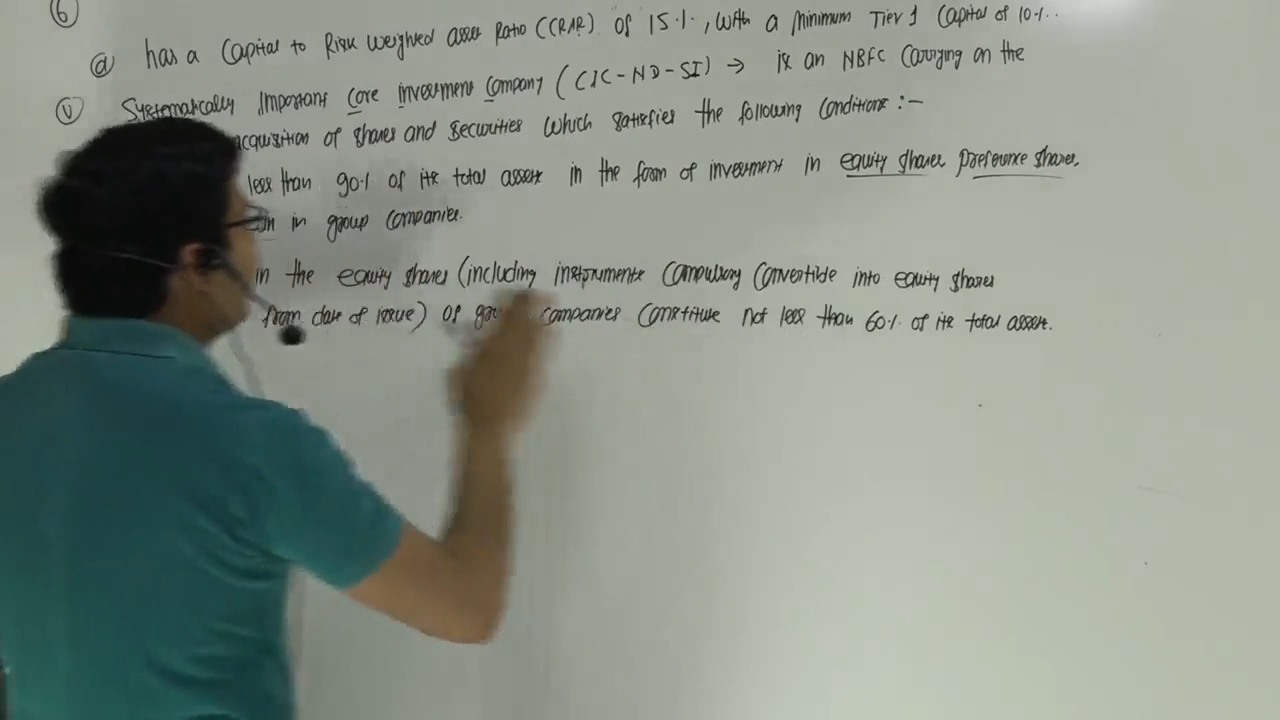 6
d has a Capital to Risk Weighted asset Ratio (CRAR) of 15%, with a minimum Tier 1 Capital of 10%.
V Systematically Important Core investment Company (CIC-ND-SI) → is an NBFC Carrying on the
acquisition of shares and securities which satisfies the following Conditions :-
less than 90% of its total assets in the form of investment in equity shares preference shares,
in group Companies.
in the equity shares (including instruments Compulsory Convertible into equity shares
from date of issue) of companies Constitute Not less than 60% of its total assets.